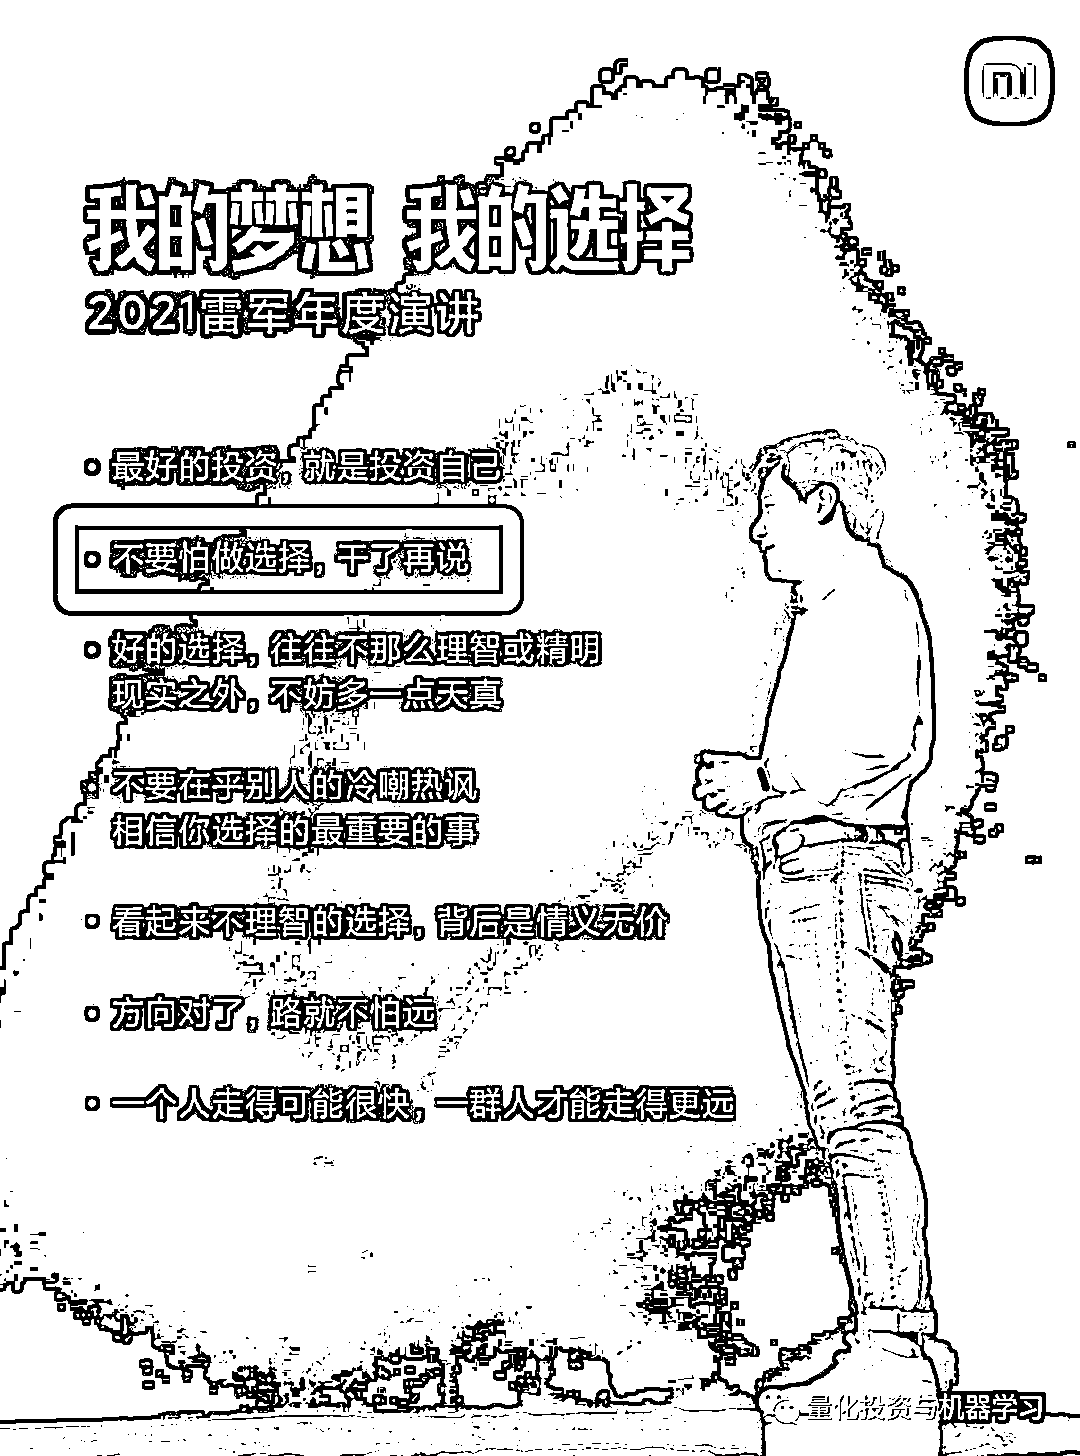 我的梦想 我的选择
2021雷军年度演讲
最好的投资，就是投资自己
不要怕做选择，干了再说
好的选择，往往不那么理智或精明
现实之外，不妨多一点天真
不要在乎别人的冷嘲热讽
相信你选择的最重要的事
看起来不理智的选择，背后是情义无价
方向对了，路就不怕远
一个人走得可能很快，一群人才能走得更远
量化投资与机器学习